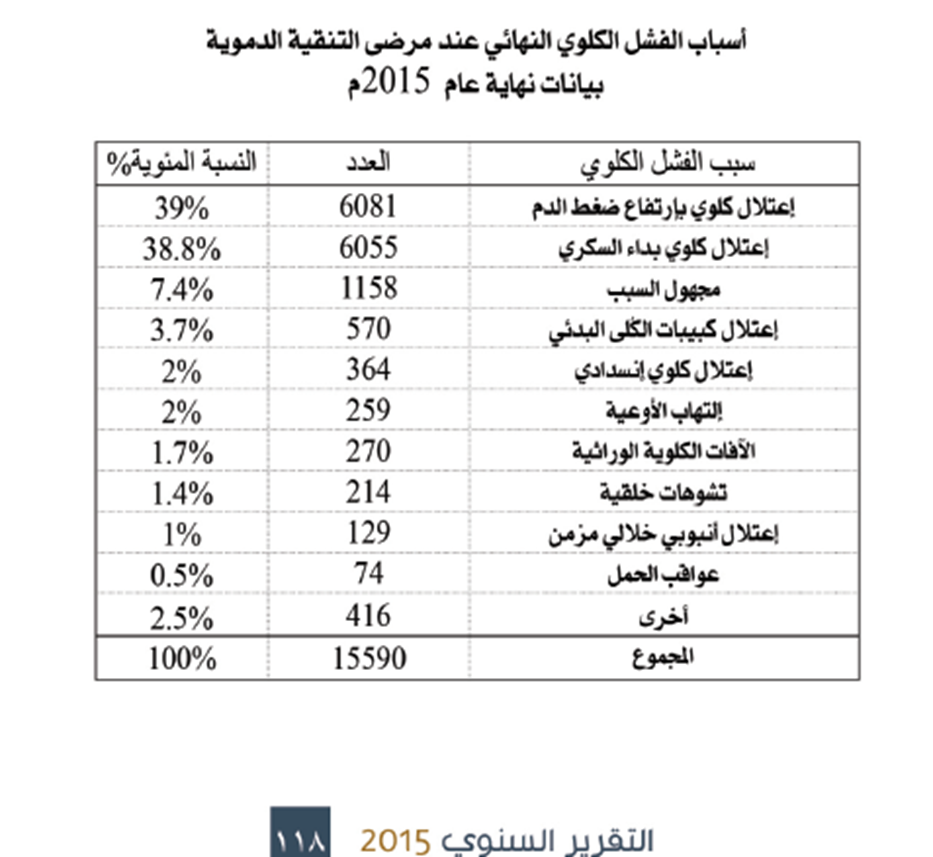 أسباب الفشل الكلوي النهائي عند مرضى التنقية الدموية
بيانات نهاية عام 2015م
سبب الفشل الكلوي العدد النسبة المئوية%
إعتلال كلوي بإرتفاع ضغط الدم 6081 39%
إعتلال كلوي بداء السكري 6055 38.8%
مجهول السبب 1158 7.4%
إعتلال كبيبات الكُلى البدئي 570 3.7%
إعتلال كلوي إنسدادي 364 2%
إلتهاب الأوعية 259 2%
الآفات الكلوية الوراثية 270 1.7%
تشوهات خلقية 214 1.4%
إعتلال أنبوبي خلالي مزمن 129 1%
عواقب الحمل 74 0.5%
أخرى 416 2.5%
المجموع 15590 100%
التقرير السنوي 2015 ١١٨